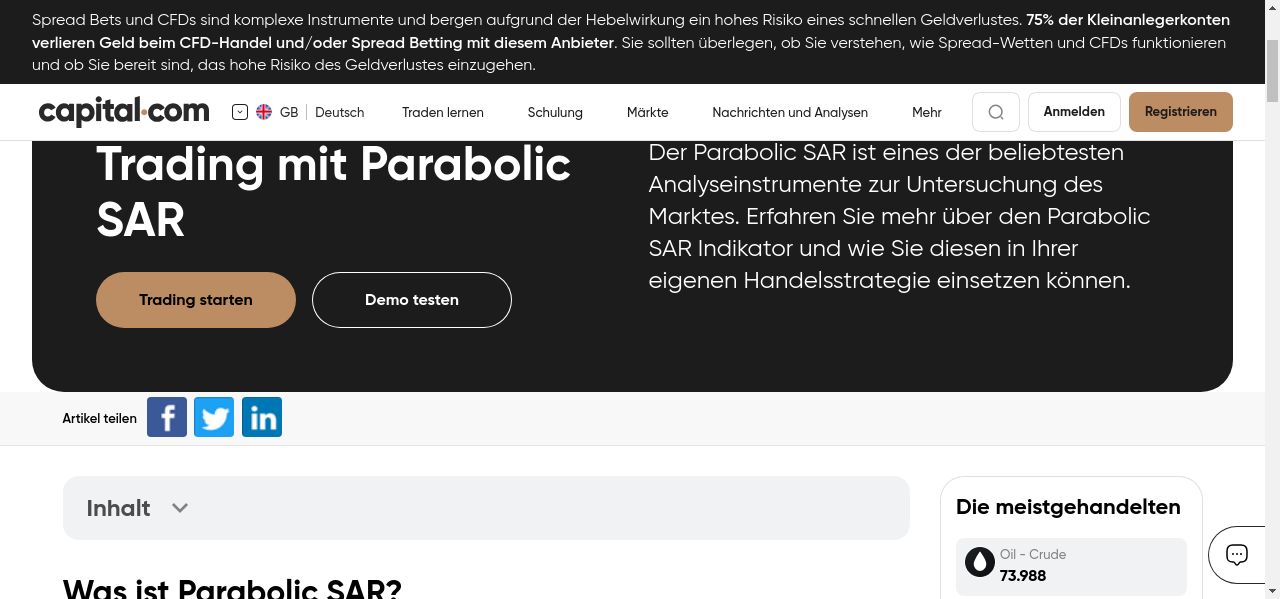 Spread Bets und CFDs sind komplexe Instrumente und bergen aufgrund der Hebelwirkung ein hohes Risiko eines schnellen Geldverlustes. 75% der Kleinanlegerkonten
verlieren Geld beim CFD-Handel und/oder Spread Betting mit diesem Anbieter. Sie sollten überlegen, ob Sie verstehen, wie Spread-Wetten und CFDs funktionieren
und ob Sie bereit sind, das hohe Risiko des Geldverlustes einzugehen.
capital.com GB Deutsch Traden lernen Schulung Märkte Nachrichten und Analysen Mehr Anmelden Registrieren
Trading mit Parabolic
SAR
Trading starten Demo testen
Der Parabolic SAR ist eines der beliebtesten
Analyseinstrumente zur Untersuchung des
Marktes. Erfahren Sie mehr über den Parabolic
SAR Indikator und wie Sie diesen in Ihrer
eigenen Handelsstrategie einsetzen können.
Artikel teilen
Inhalt
Was ist Parabolic SAR?
Die meistgehandelten
Oil - Crude
73.988